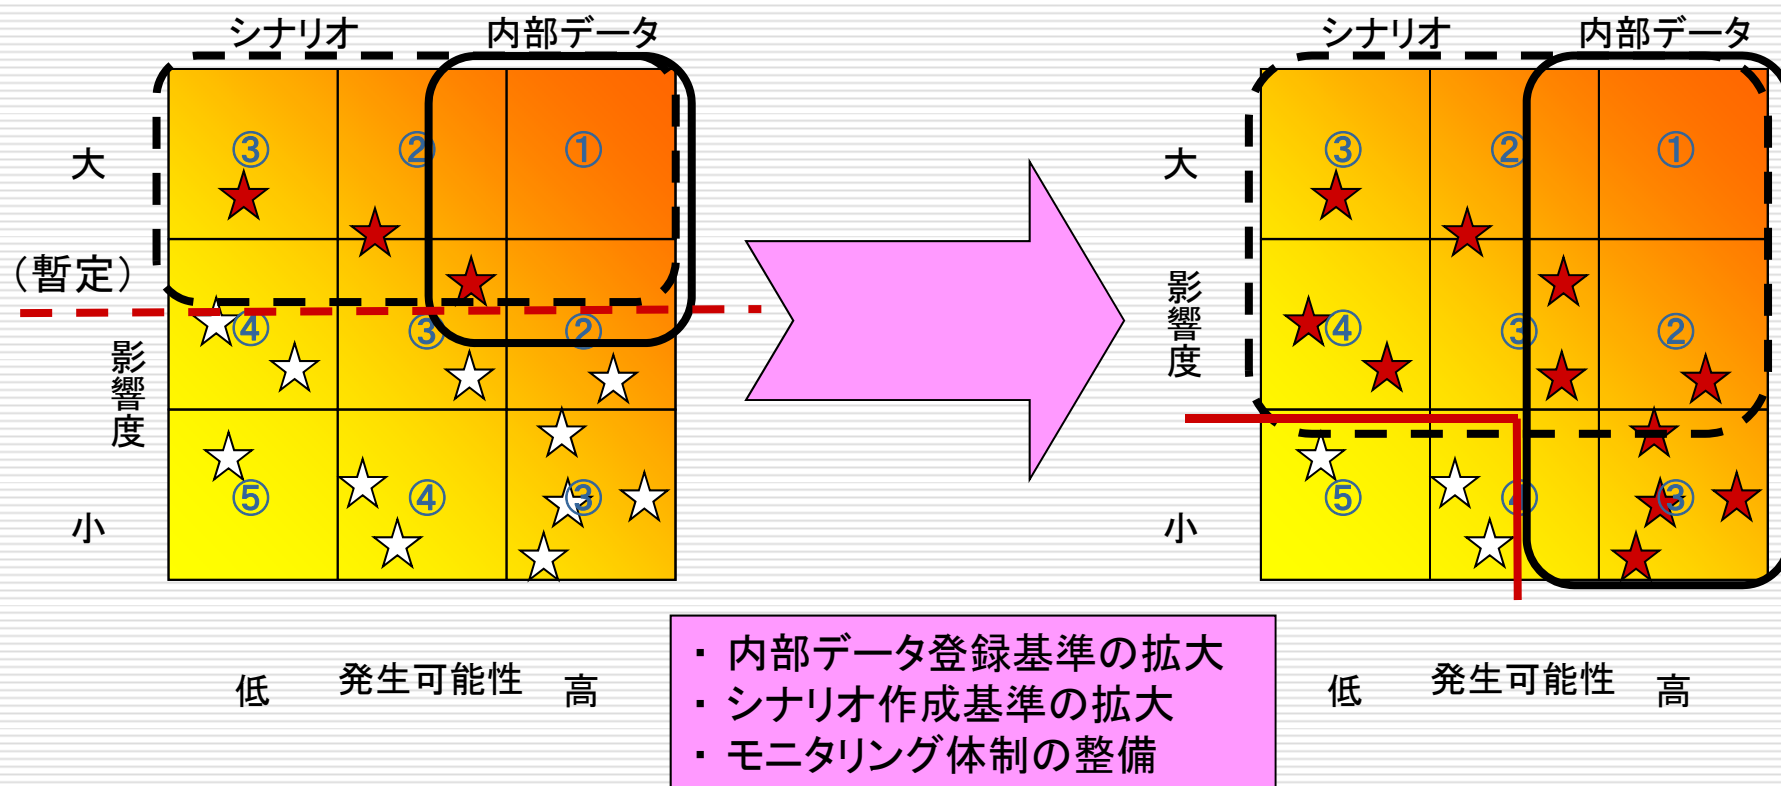 シナリオ
内部データ
大
(暫定)
影響度
小
③
②
①
④
③
②
⑤
④
③
低
発生可能性
高
シナリオ
内部データ
大
影響度
小
③
②
①
④
③
②
⑤
④
③
低
発生可能性
高
・ 内部データ登録基準の拡大
・ シナリオ作成基準の拡大
・ モニタリング体制の整備